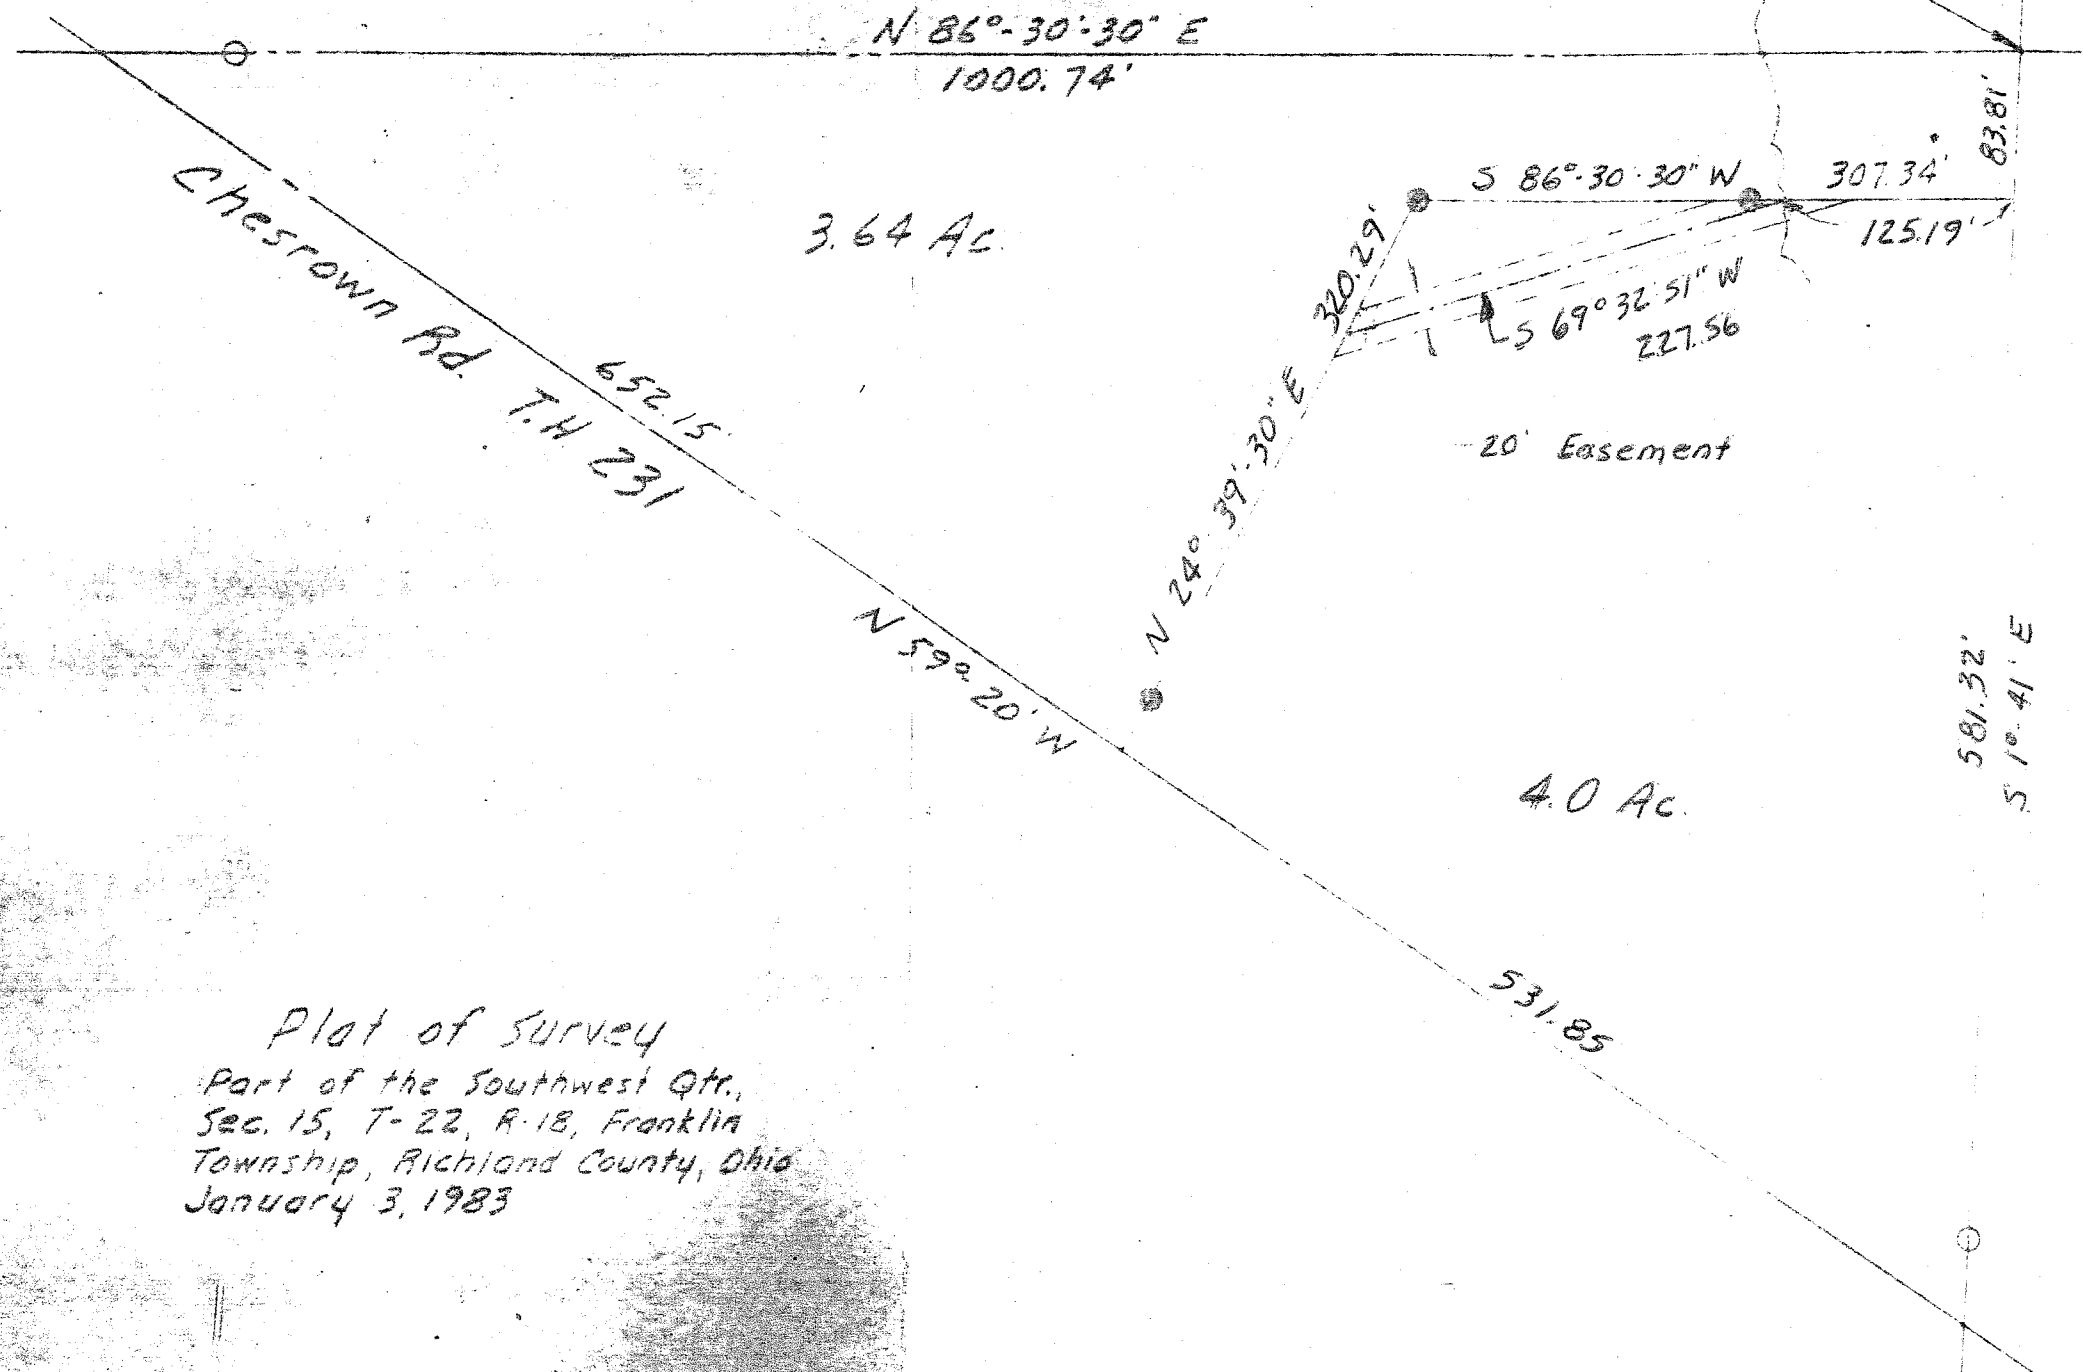 N 86°-30'-30" E
1000.74'
83.81'
S 86°-30'-30" W
307.34'
125.19'
3.64 Ac.
320.29'
S 69° 32' 51" W
227.56
Chesrown Rd. T.H. 231
652.15'
20' Easement
N 24°-39'-30" E
N 59°-20' W
581.32'
S 1°-41' E
4.0 Ac.
531.85
Plat of Survey
Part of the Southwest Qtr.,
Sec. 15, T-22, R-18, Franklin
Township, Richland County, Ohio
January 3, 1983